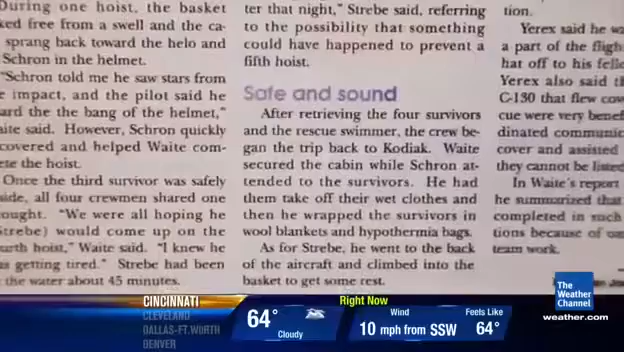 During one hoist, the basket
ked free from a swell and the ca-
sprang back toward the helo and
Schron in the helmet.
"Schron told me he saw stars from
e impact, and the pilot said he
ard the the bang of the helmet,"
aite said. However, Schron quickly
covered and helped Waite com-
ete the hoist.
Once the third survivor was safely
side, all four crewmen shared one
ought. "We were all hoping he
Strebe) would come up on the
urth hoist," Waite said. "I knew he
as getting tired." Strebe had been
the water about 45 minutes.
ter that night," Strebe said, referring
to the possibility that something
could have happened to prevent a
fifth hoist.
Safe and sound
After retrieving the four survivors
and the rescue swimmer, the crew be-
gan the trip back to Kodiak. Waite
secured the cabin while Schron at-
tended to the survivors. He had
them take off their wet clothes and
then he wrapped the survivors in
wool blankets and hypothermia bags.
As for Strebe, he went to the back
of the aircraft and climbed into the
basket to get some rest.
tion.
Yerex said he wa
a part of the fligh
hat off to his felle
Yerex also said th
C-130 that flew cov
cue were very benef
dinated communic
cover and assisted
they cannot be listed
In Waite's report
he summarized that
completed in such
tions because of
team work.
The
Weather
Channel
weather.com
CINCINNATI
CLEVELAND
DALLAS-FT.WORTH
DENVER
Right Now
64°
Cloudy
Wind
10 mph from SSW
Feels Like
64°